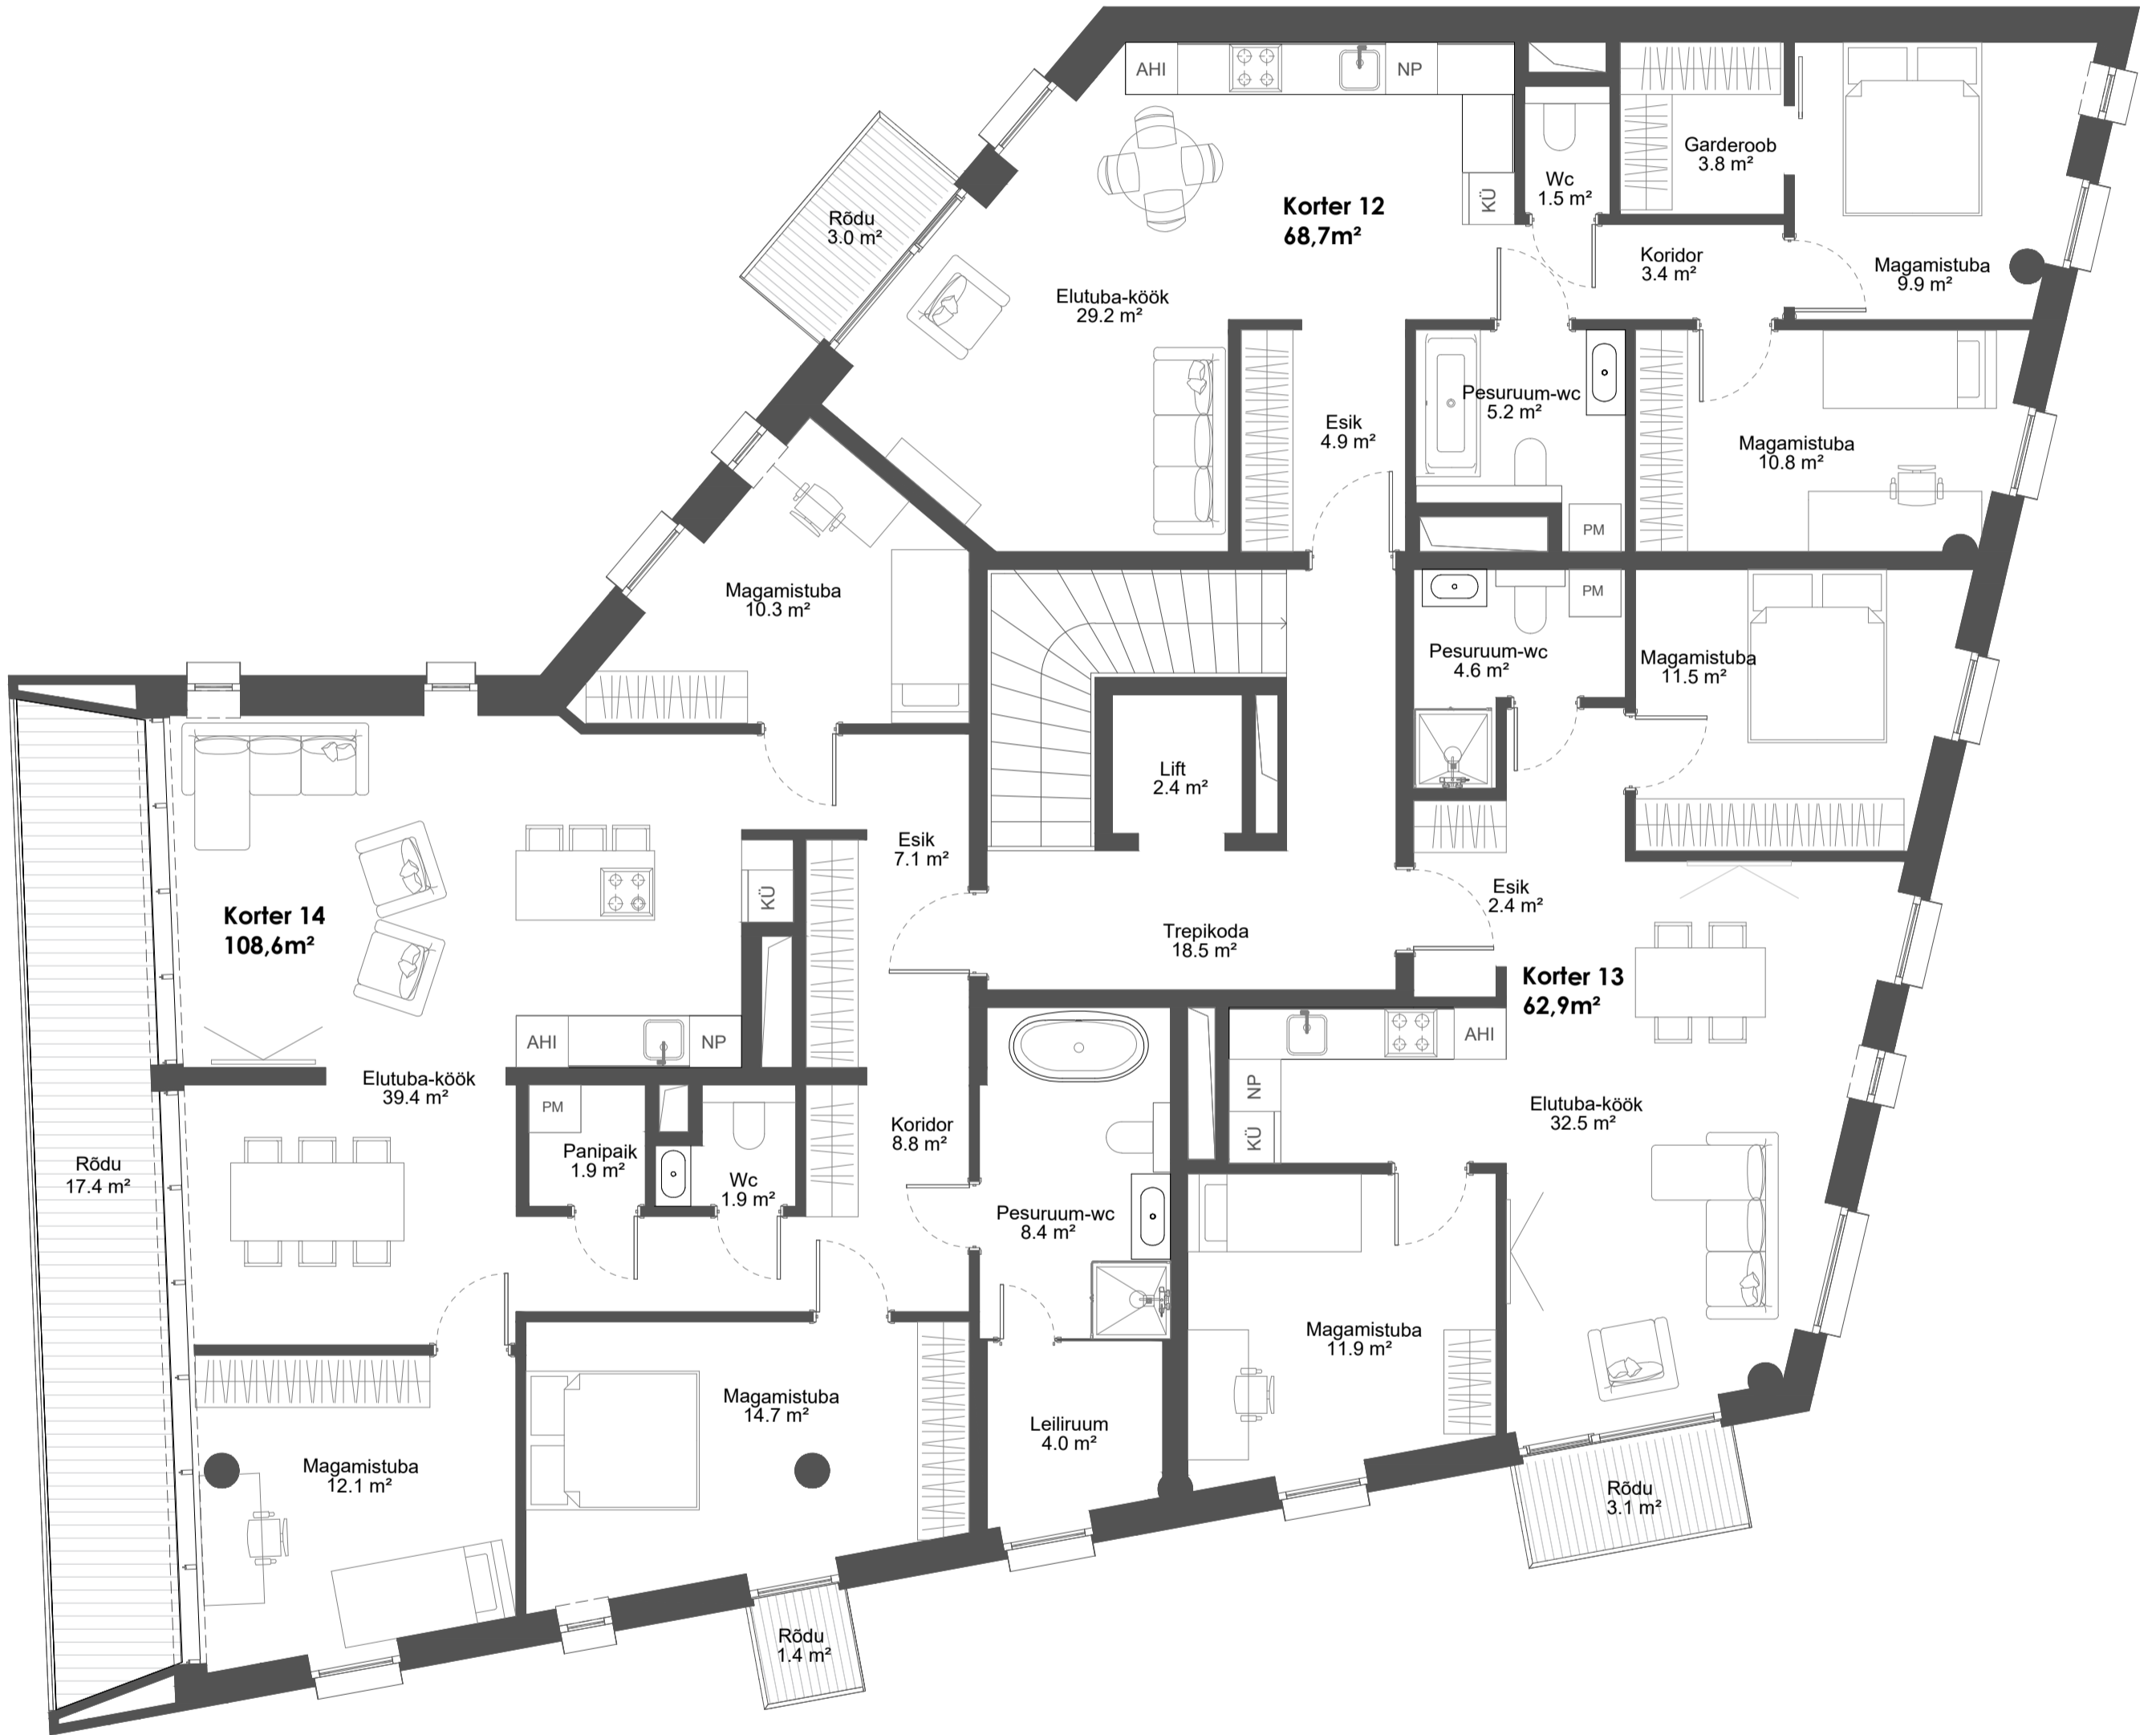 AHI
NP
KÜ
Wc
1.5 m²
Garderoob
3.8 m²
Korter 12
68,7m²
Rõdu
3.0 m²
Koridor
3.4 m²
Magamistuba
9.9 m²
Elutuba-köök
29.2 m²
Esik
4.9 m²
Pesuruum-wc
5.2 m²
PM
Magamistuba
10.8 m²
Magamistuba
10.3 m²
PM
Pesuruum-wc
4.6 m²
Magamistuba
11.5 m²
Lift
2.4 m²
Esik
7.1 m²
KÜ
Korter 14
108,6m²
Trepikoda
18.5 m²
Esik
2.4 m²
Korter 13
62,9m²
AHI
NP
AHI
NP
KÜ
Elutuba-köök
39.4 m²
PM
Panipaik
1.9 m²
Wc
1.9 m²
Koridor
8.8 m²
Elutuba-köök
32.5 m²
Rõdu
17.4 m²
Pesuruum-wc
8.4 m²
Magamistuba
11.9 m²
Magamistuba
14.7 m²
Leiliruum
4.0 m²
Magamistuba
12.1 m²
Rõdu
3.1 m²
Rõdu
1.4 m²